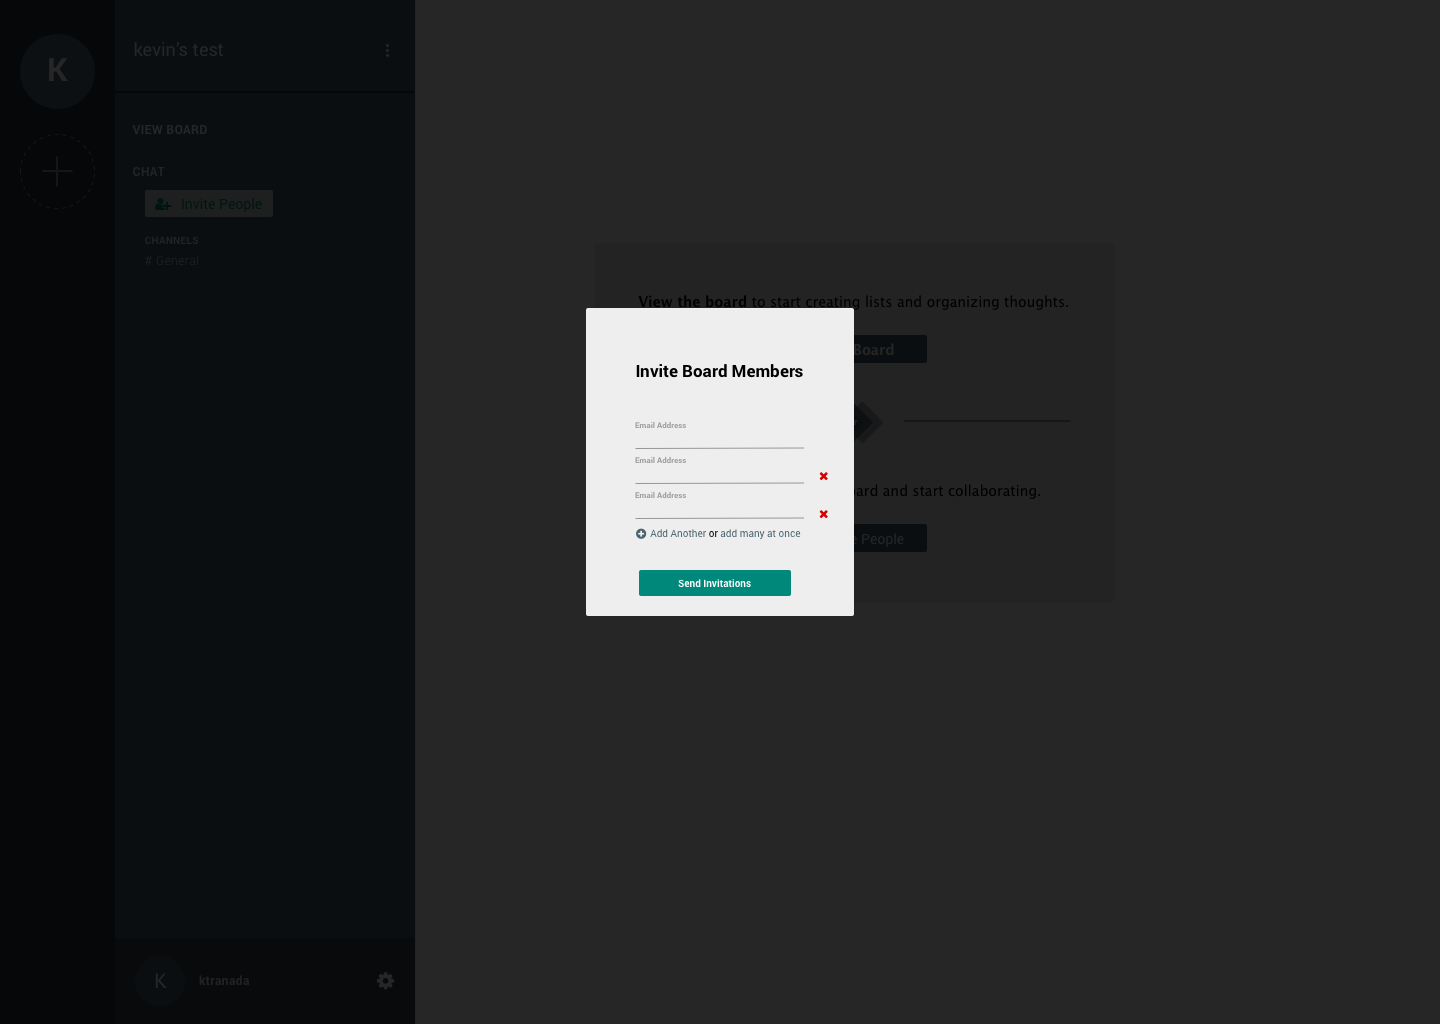 K
kevin's test
VIEW BOARD
CHAT
Invite People
CHANNELS
# General
ktranada
K
View the board to start creating lists and organizing thoughts.
Board
and start collaborating.
People
Invite Board Members
Email Address
Email Address
Email Address
Add Another or add many at once
Send Invitations